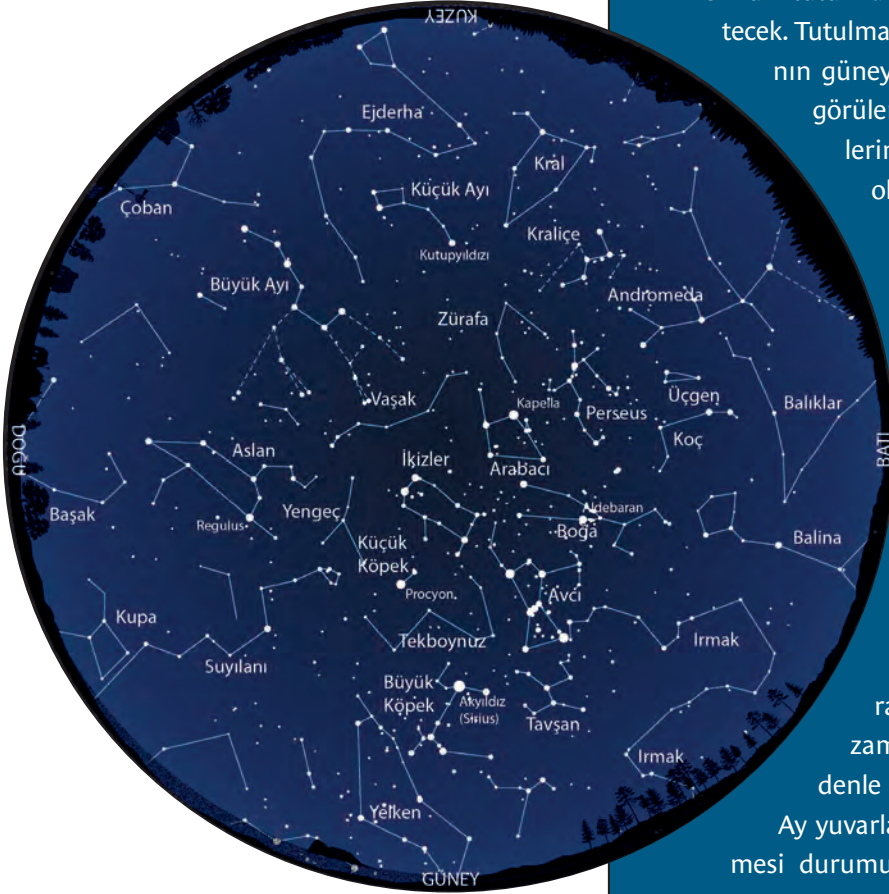 KUZEY
Ejderha
Kral
Küçük Ayı
Çoban
Kraliçe
Kutupyıldızı
Büyük Ayı
Andromeda
Zürafa
Vaşak
Kapella
Perseus
Üçgen
Balıklar
Koç
DOĞU
Aslan
İkizler
Arabacı
BATI
Başak
Regulus
Yengeç
Aldebaran
Boğa
Balina
Küçük
Köpek
Procyon
Avcı
Kupa
Tekboynuz
Irmak
Suyılanı
Büyük
Köpek
Akyıldız
(Sirius)
Tavşan
Irmak
Yelken
GÜNEY
tecek. Tutulma
nın güney
görüle
lerin
zam
denle
Ay yuvarla
mesi durumu